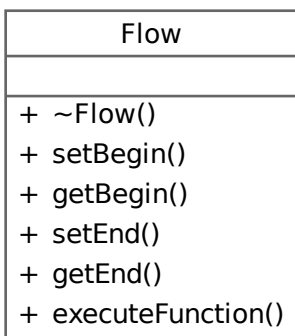 Flow
+ ~Flow()
+ setBegin()
+ getBegin()
+ setEnd()
+ getEnd()
+ executeFunction()